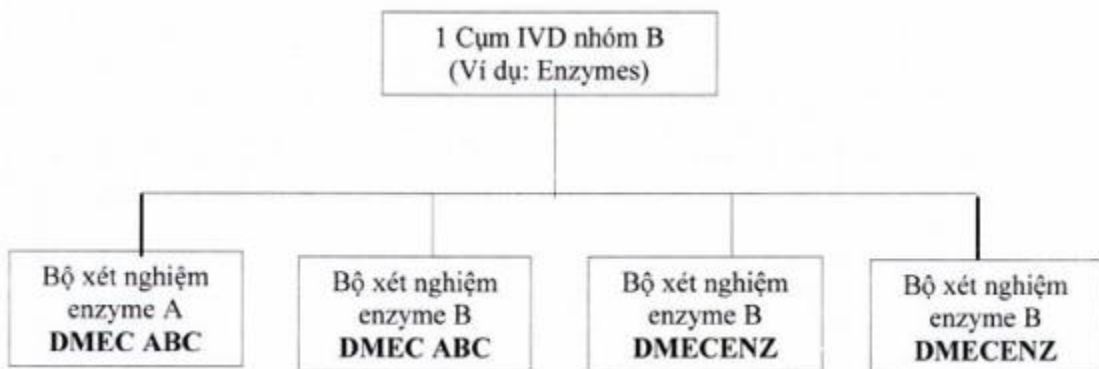 1 Cụm IVD nhóm B
(Ví dụ: Enzymes)
Bộ xét nghiệm
enzyme A
DMEC ABC
Bộ xét nghiệm
enzyme B
DMEC ABC
Bộ xét nghiệm
enzyme B
DMECENZ
Bộ xét nghiệm
enzyme B
DMECENZ